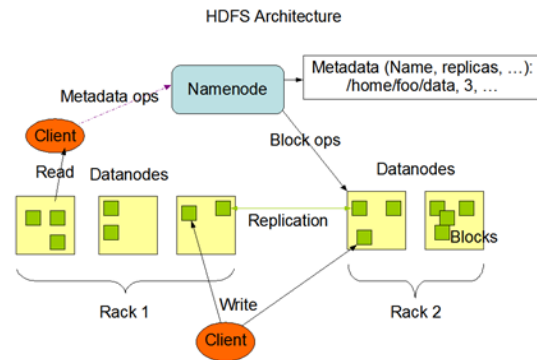 HDFS Architecture
Metadata (Name, replicas, …):
/home/foo/data, 3, …
Namenode
Metadata ops
Client
Block ops
Read
Datanodes
Datanodes
Replication
Blocks
Write
Rack 1
Rack 2
Client